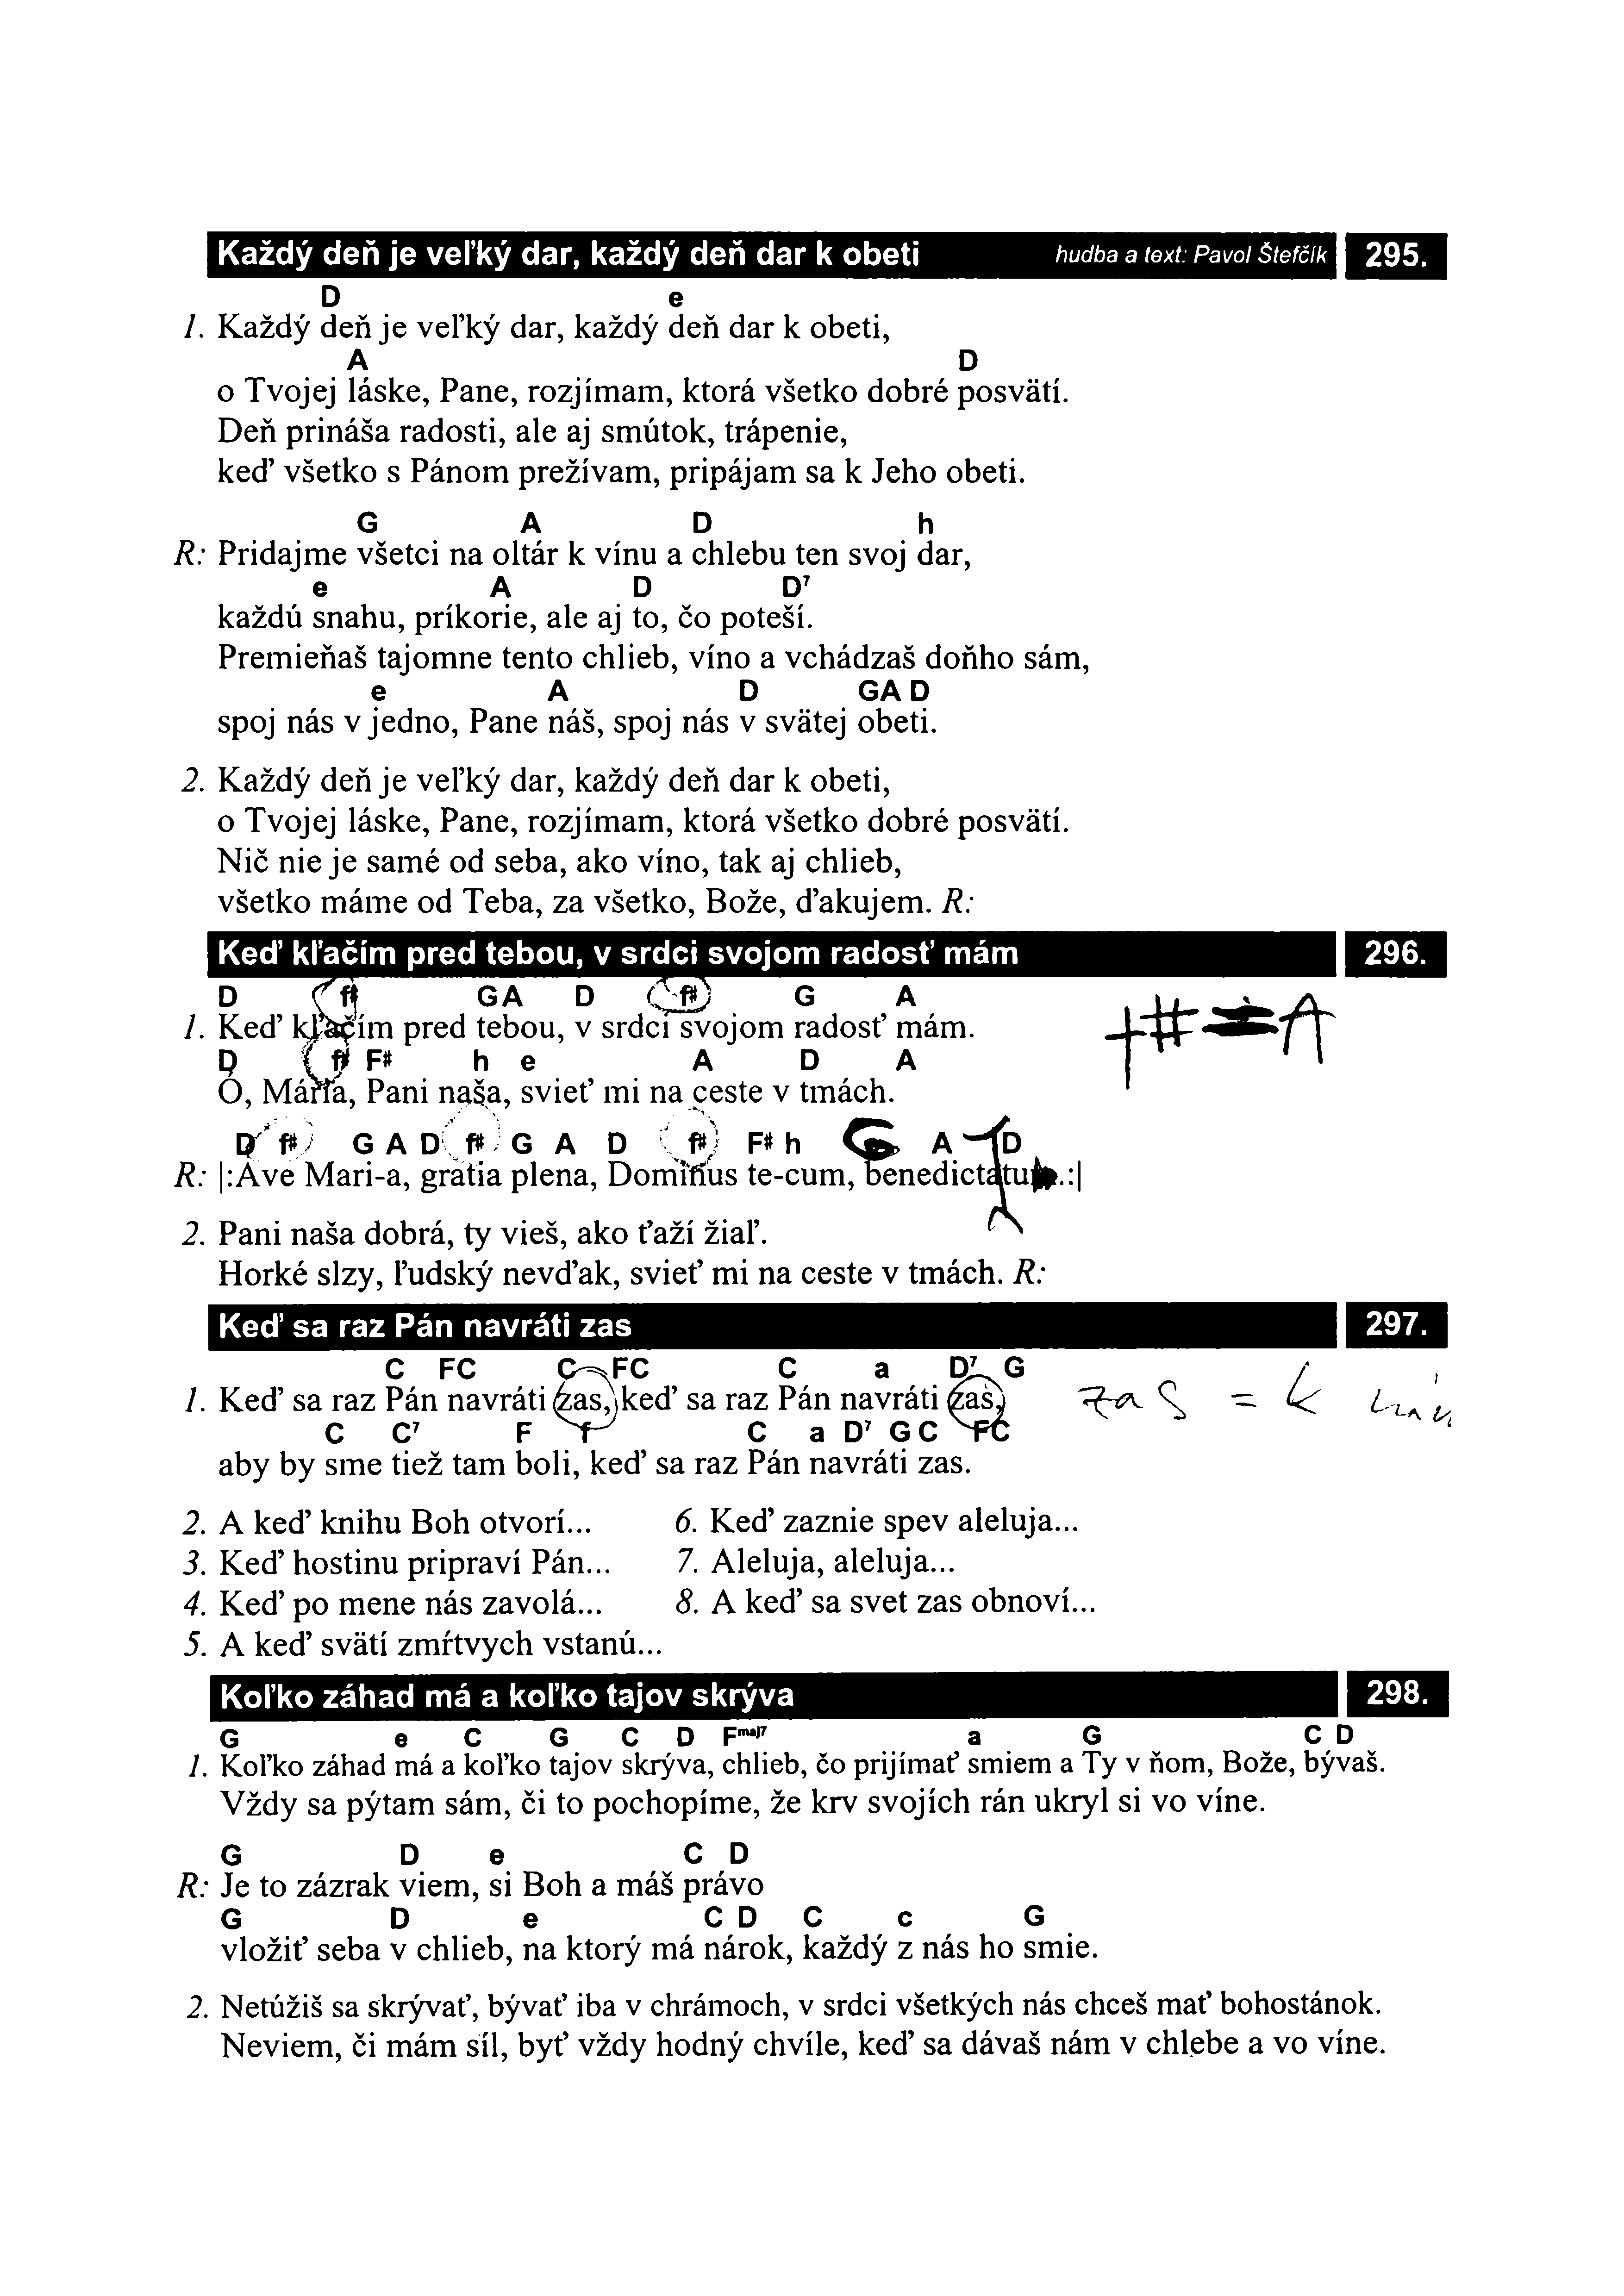 Každý deň je veľký dar, každý deň dar k obeti hudba a text: Pavol Štefčík 295.
D e
1. Každý deň je veľký dar, každý deň dar k obeti,
A D
o Tvojej láske, Pane, rozjímam, ktorá všetko dobré posvätí.
Deň prináša radosti, ale aj smútok, trápenie,
keď všetko s Pánom prežívam, pripájam sa k Jeho obeti.
G A D h
R: Pridajme všetci na oltár k vínu a chlebu ten svoj dar,
e A D D7
každú snahu, príkorie, ale aj to, čo poteší.
Premieňaš tajomne tento chlieb, víno a vchádzaš doňho sám,
e A D GA D
spoj nás v jedno, Pane náš, spoj nás v svätej obeti.
2. Každý deň je veľký dar, každý deň dar k obeti,
o Tvojej láske, Pane, rozjímam, ktorá všetko dobré posvätí.
Nič nie je samé od seba, ako víno, tak aj chlieb,
všetko máme od Teba, za všetko, Bože, ďakujem. R:
Keď kľačím pred tebou, v srdci svojom radosť mám 296.
D f# GA D f# G A
1. Keď kľačím pred tebou, v srdci svojom radosť mám.
f# = A
D f# F# h e A D A
Ó, Mária, Pani naša, svieť mi na ceste v tmách.
D f# G A D f# G A D f# F# h G A D
R: |:Ave Mari-a, gratia plena, Dominus te-cum, benedicta tu.:|
2. Pani naša dobrá, ty vieš, ako ťaží žiaľ.
Horké slzy, ľudský nevďak, svieť mi na ceste v tmách. R:
Keď sa raz Pán navráti zas 297.
C FC C FC C a D7 G
1. Keď sa raz Pán navráti zas, keď sa raz Pán navráti zas,
zas = k
C C7 F f C a D7 G C FC
aby by sme tiež tam boli, keď sa raz Pán navráti zas.
2. A keď knihu Boh otvorí...
3. Keď hostinu pripraví Pán...
4. Keď po mene nás zavolá...
5. A keď svätí zmŕtvych vstanú...
6. Keď zaznie spev aleluja...
7. Aleluja, aleluja...
8. A keď sa svet zas obnoví...
Koľko záhad má a koľko tajov skrýva 298.
G e C G C D Fmaj7 a G C D
1. Koľko záhad má a koľko tajov skrýva, chlieb, čo prijímať smiem a Ty v ňom, Bože, bývaš.
Vždy sa pýtam sám, či to pochopíme, že krv svojích rán ukryl si vo víne.
G D e C D
R: Je to zázrak viem, si Boh a máš právo
G D e C D C c G
vložiť seba v chlieb, na ktorý má nárok, každý z nás ho smie.
2. Netúžiš sa skrývať, bývať iba v chrámoch, v srdci všetkých nás chceš mať bohostánok.
Neviem, či mám síl, byť vždy hodný chvíle, keď sa dávaš nám v chlebe a vo víne.